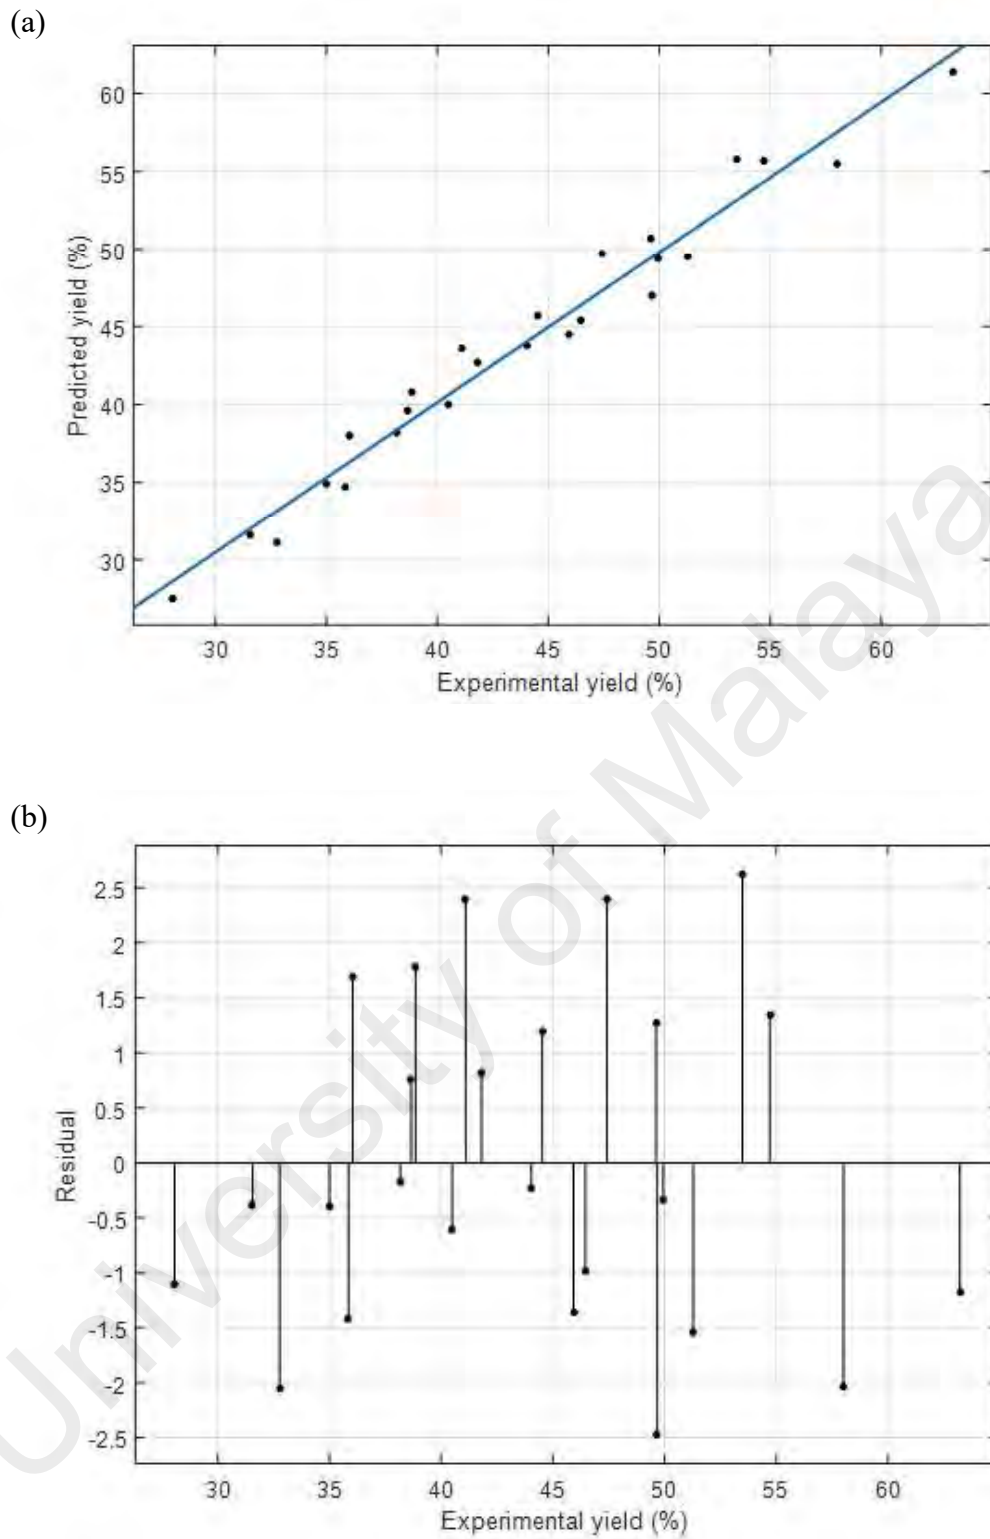 (a)
60
55
50
45
40
35
30
Predicted yield (%)
30 35 40 45 50 55 60
Experimental yield (%)
(b)
2.5
2
1.5
1
0.5
0
-0.5
-1
-1.5
-2
-2.5
Residual
30 35 40 45 50 55 60
Experimental yield (%)
University of Malaya